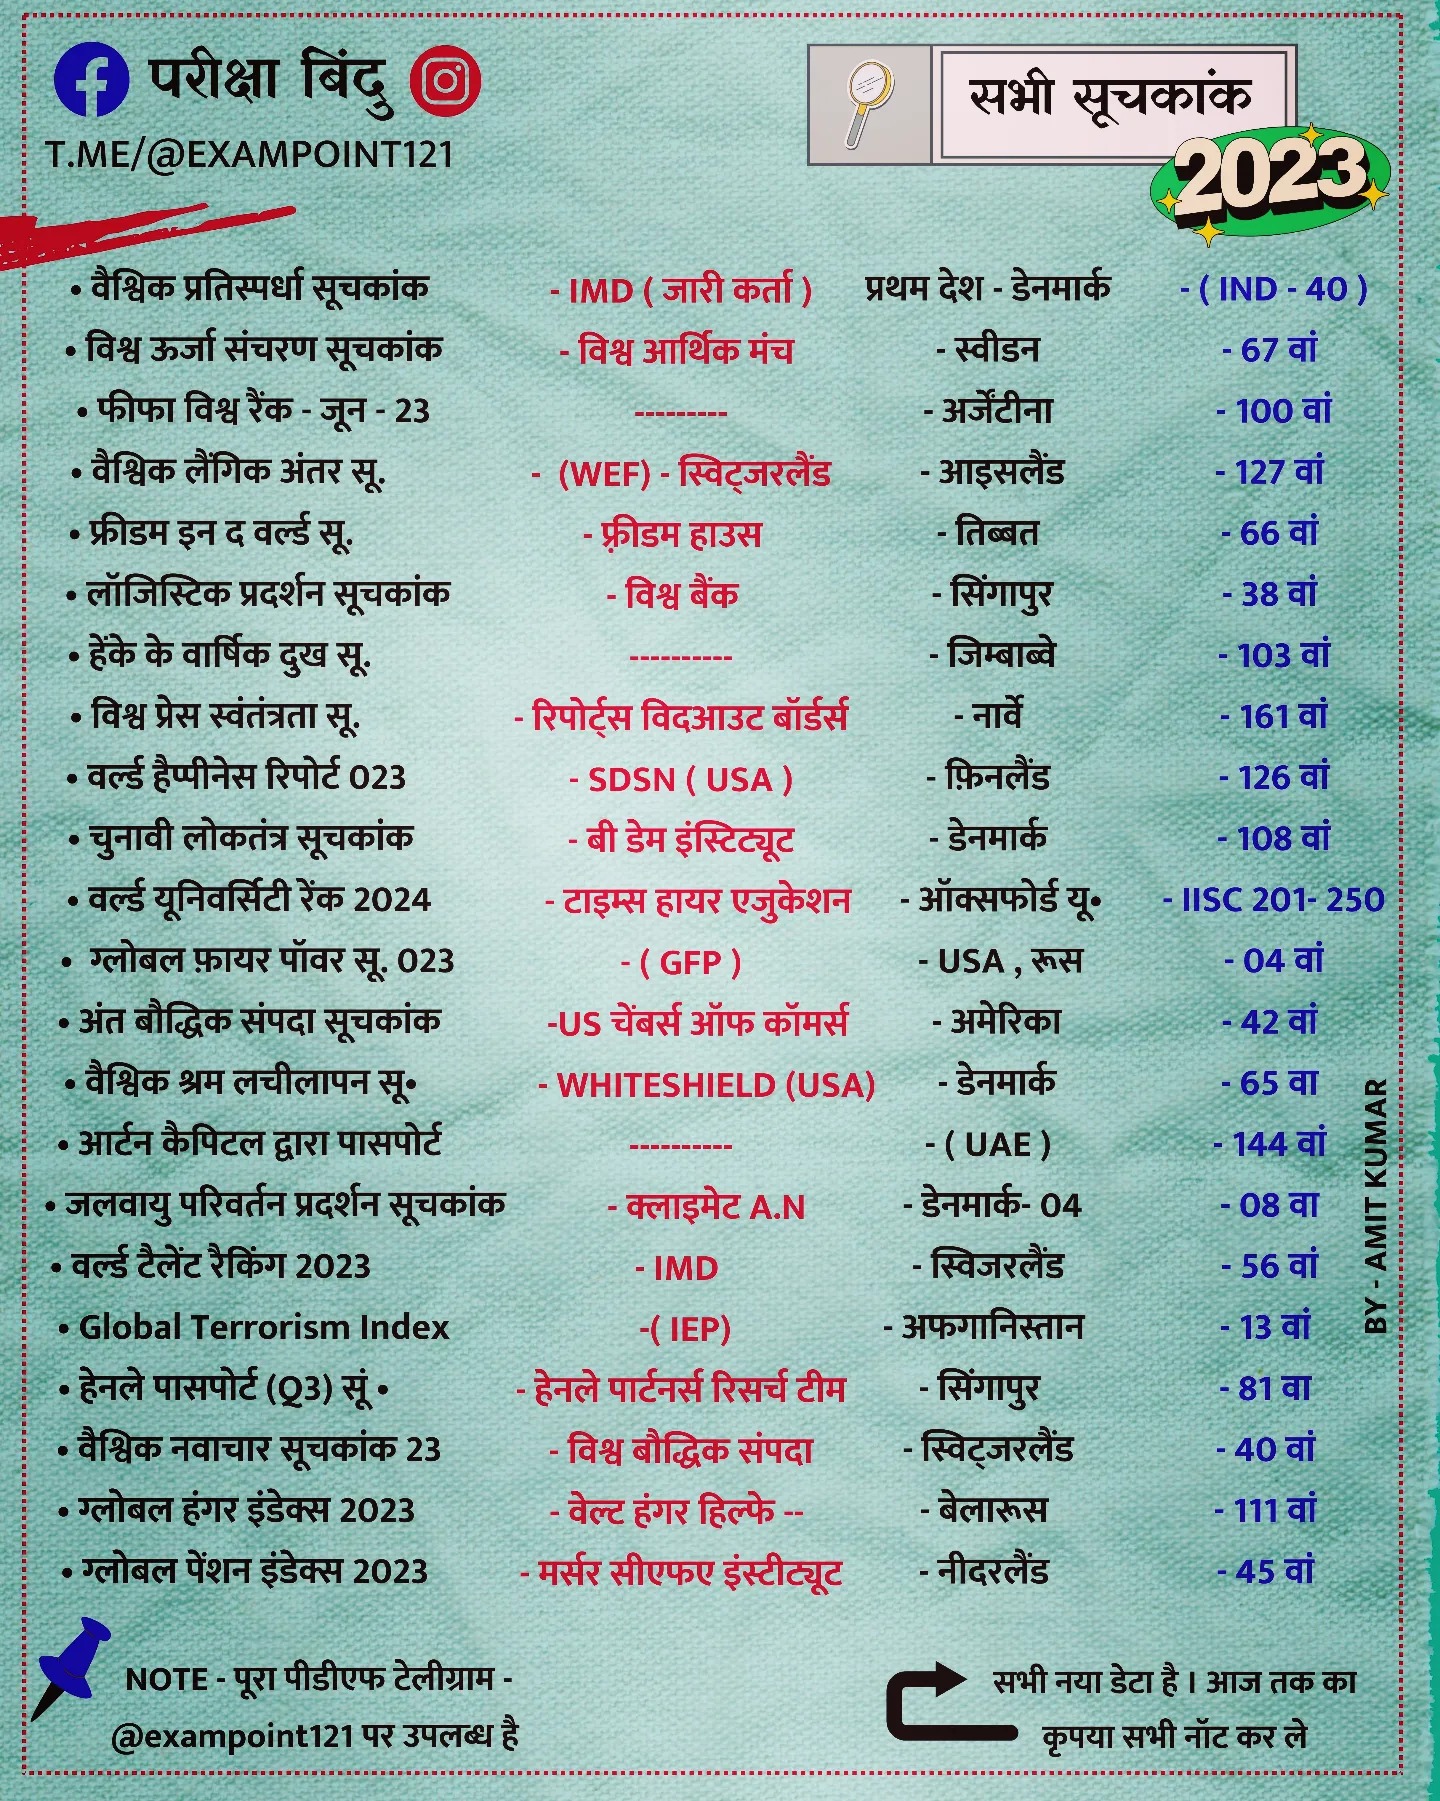 परीक्षा बिंदु
T.ME/@EXAMPOINT121
सभी सूचकांक
2023
• वैश्विक प्रतिस्पर्धा सूचकांक - IMD ( जारी कर्ता ) प्रथम देश - डेनमार्क - ( IND - 40 )
• विश्व ऊर्जा संचरण सूचकांक - विश्व आर्थिक मंच - स्वीडन - 67 वां
• फीफा विश्व रैंक - जून - 23 --------- - अर्जेंटीना - 100 वां
• वैश्विक लैंगिक अंतर सू. - (WEF) - स्विट्जरलैंड - आइसलैंड - 127 वां
• फ्रीडम इन द वर्ल्ड सू. - फ़्रीडम हाउस - तिब्बत - 66 वां
• लॉजिस्टिक प्रदर्शन सूचकांक - विश्व बैंक - सिंगापुर - 38 वां
• हेंके के वार्षिक दुख सू. ---------- - जिम्बाब्वे - 103 वां
• विश्व प्रेस स्वंतंत्रता सू. - रिपोर्ट्स विदआउट बॉर्डर्स - नार्वे - 161 वां
• वर्ल्ड हैप्पीनेस रिपोर्ट 023 - SDSN ( USA ) - फ़िनलैंड - 126 वां
• चुनावी लोकतंत्र सूचकांक - बी डेम इंस्टिट्यूट - डेनमार्क - 108 वां
• वर्ल्ड यूनिवर्सिटी रेंक 2024 - टाइम्स हायर एजुकेशन - ऑक्सफोर्ड यू• - IISC 201- 250
• ग्लोबल फ़ायर पॉवर सू. 023 - ( GFP ) - USA , रूस - 04 वां
• अंत बौद्धिक संपदा सूचकांक -US चेंबर्स ऑफ कॉमर्स - अमेरिका - 42 वां
• वैश्विक श्रम लचीलापन सू• - WHITESHIELD (USA) - डेनमार्क - 65 वा
• आर्टन कैपिटल द्वारा पासपोर्ट ---------- - ( UAE ) - 144 वां
• जलवायु परिवर्तन प्रदर्शन सूचकांक - क्लाइमेट A.N - डेनमार्क- 04 - 08 वा
• वर्ल्ड टैलेंट रैकिंग 2023 - IMD - स्विजरलैंड - 56 वां
• Global Terrorism Index -( IEP) - अफगानिस्तान - 13 वां
• हेनले पासपोर्ट (Q3) सूं • - हेनले पार्टनर्स रिसर्च टीम - सिंगापुर - 81 वा
• वैश्विक नवाचार सूचकांक 23 - विश्व बौद्धिक संपदा - स्विट्जरलैंड - 40 वां
• ग्लोबल हंगर इंडेक्स 2023 - वेल्ट हंगर हिल्फे -- - बेलारूस - 111 वां
• ग्लोबल पेंशन इंडेक्स 2023 - मर्सर सीएफए इंस्टीट्यूट - नीदरलैंड - 45 वां
BY - AMIT KUMAR
NOTE - पूरा पीडीएफ टेलीग्राम -
@exampoint121 पर उपलब्ध है
सभी नया डेटा है । आज तक का
कृपया सभी नॉट कर ले